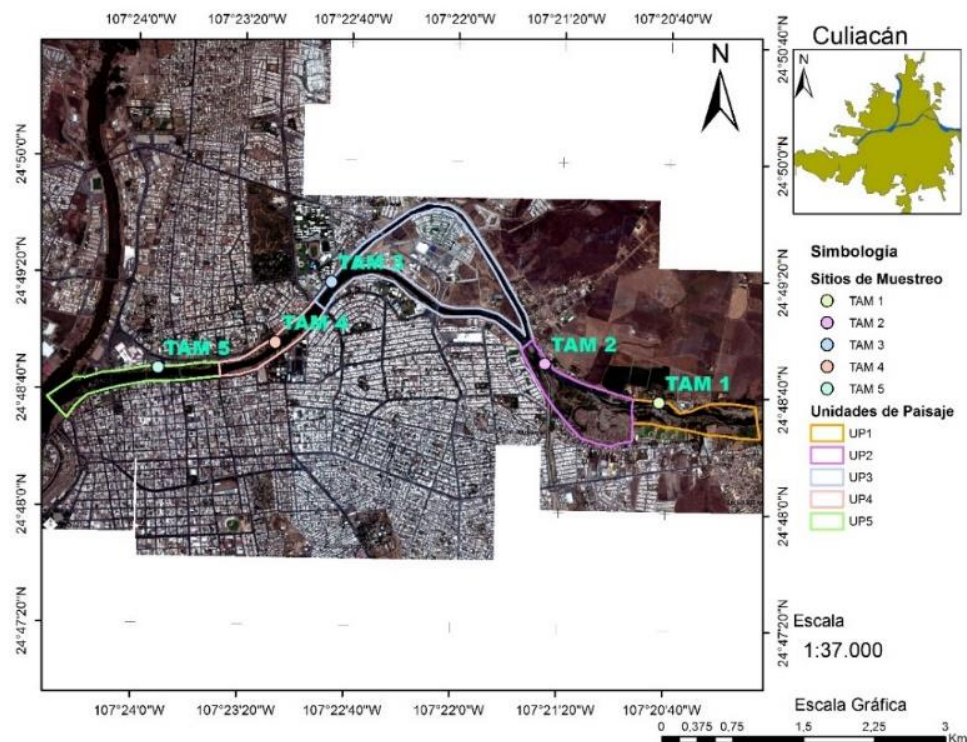 107°24'0"W 107°23'20"W 107°22'40"W 107°22'0"W 107°21'20"W 107°20'40"W
24°50'40"N
24°50'0"N
24°49'20"N
24°48'40"N
24°48'0"N
24°47'20"N
N
TAM 3
TAM 4
TAM 5
TAM 2
TAM 1
24°50'40"N
24°50'0"N
24°49'20"N
24°48'40"N
24°48'0"N
24°47'20"N
107°24'0"W 107°23'20"W 107°22'40"W 107°22'0"W 107°21'20"W 107°20'40"W
Culiacán
N
Simbología
Sitios de Muestreo
TAM 1
TAM 2
TAM 3
TAM 4
TAM 5
Unidades de Paisaje
UP1
UP2
UP3
UP4
UP5
Escala
1:37.000
Escala Gráfica
0 0,375 0,75 1,5 2,25 3
Km